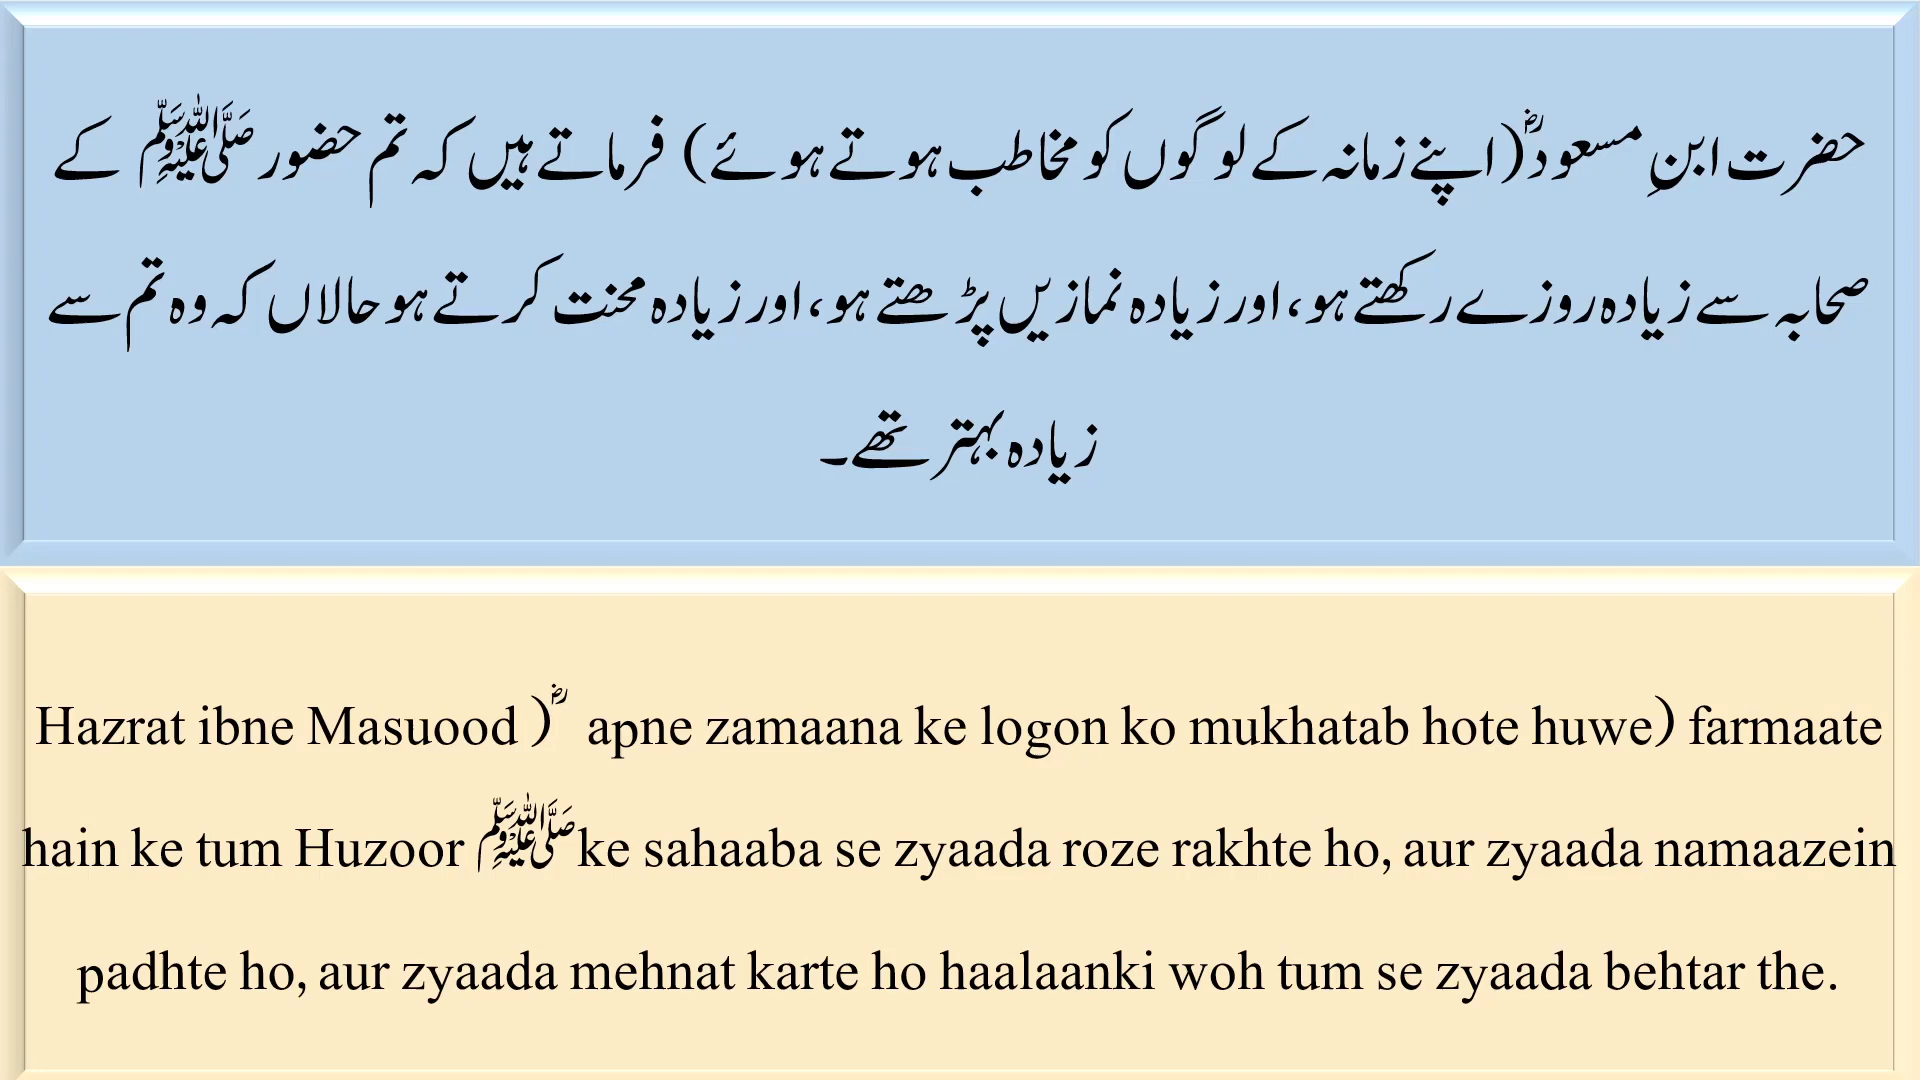 حضرت ابنِ مسعودؓ (اپنے زمانہ کے لوگوں کو مخاطب ہوتے ہوئے) فرماتے ہیں کہ تم حضور ﷺ کے
صحابہ سے زیادہ روزے رکھتے ہو، اور زیادہ نمازیں پڑھتے ہو، اور زیادہ محنت کرتے ہو حالاں کہ وہ تم سے
زیادہ بہتر تھے۔
Hazrat ibne Masuood )ؓ apne zamaana ke logon ko mukhatab hote huwe) farmaate
hain ke tum Huzoor ﷺ ke sahaaba se zyaada roze rakhte ho, aur zyaada namaazein
padhte ho, aur zyaada mehnat karte ho haalaanki woh tum se zyaada behtar the.